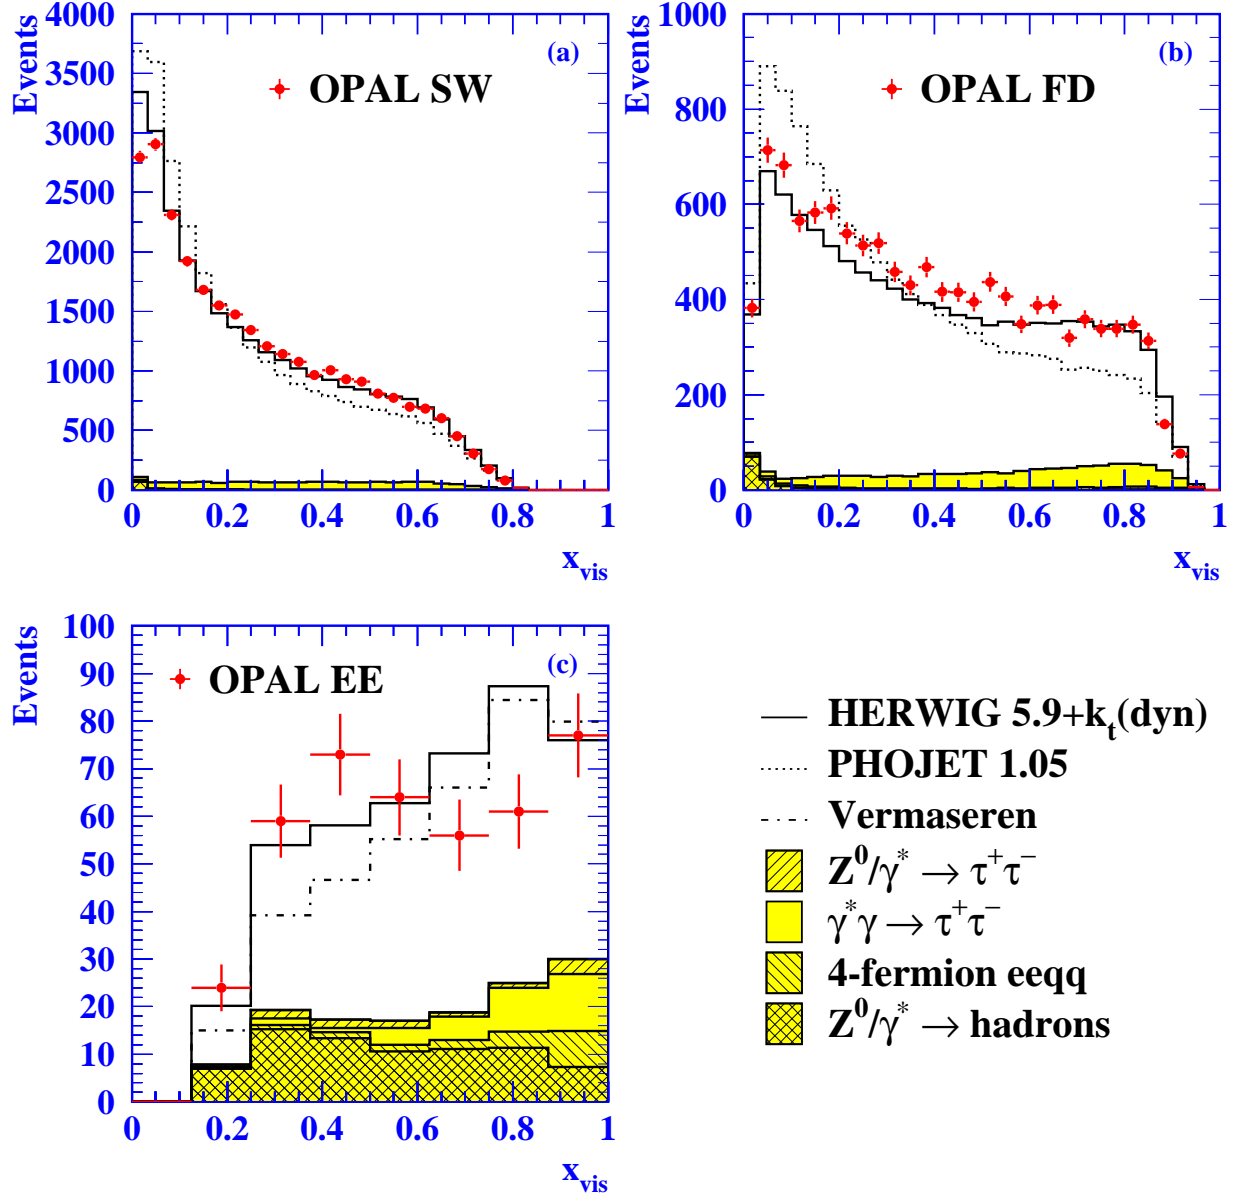 Events
4000
3500
3000
2500
2000
1500
1000
500
0
(a)
OPAL SW
0 0.2 0.4 0.6 0.8 1
x_vis
Events
1000
800
600
400
200
0
(b)
OPAL FD
0 0.2 0.4 0.6 0.8 1
x_vis
Events
100
90
80
70
60
50
40
30
20
10
0
(c)
OPAL EE
0 0.2 0.4 0.6 0.8 1
x_vis
HERWIG 5.9+k_t(dyn)
PHOJET 1.05
Vermaseren
Z⁰/γ* → τ⁺τ⁻
γ*γ → τ⁺τ⁻
4-fermion eeqq
Z⁰/γ* → hadrons